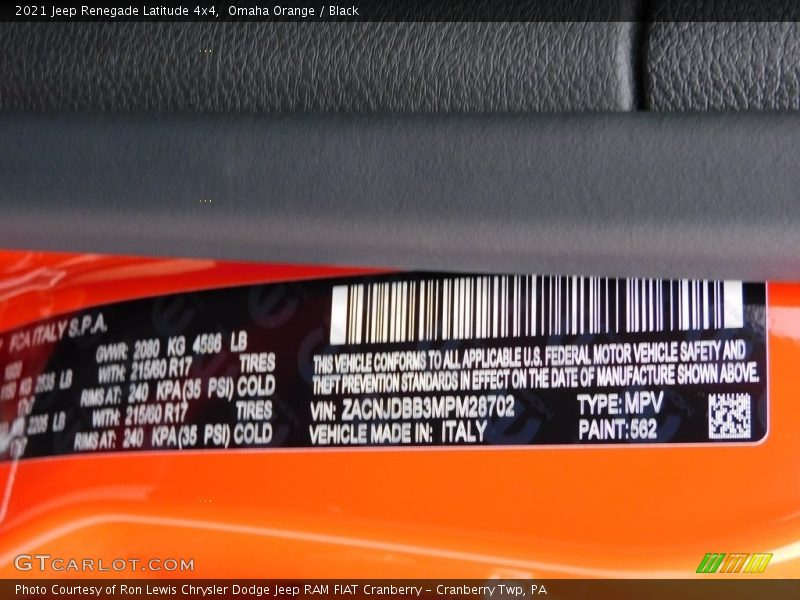 2021 Jeep Renegade Latitude 4x4, Omaha Orange / Black
FCA ITALY S.P.A.
GVWR: 2080 KG 4586 LB
WITH: 215/60 R17 TIRES
RIMS AT: 240 KPA(35 PSI) COLD
WITH: 215/60 R17 TIRES
RIMS AT: 240 KPA(35 PSI) COLD
THIS VEHICLE CONFORMS TO ALL APPLICABLE U.S. FEDERAL MOTOR VEHICLE SAFETY AND
THEFT PREVENTION STANDARDS IN EFFECT ON THE DATE OF MANUFACTURE SHOWN ABOVE.
VIN: ZACNJDBB3MPM28702 TYPE: MPV
VEHICLE MADE IN: ITALY PAINT: 562
GTCARLOT.COM
Photo Courtesy of Ron Lewis Chrysler Dodge Jeep RAM FIAT Cranberry - Cranberry Twp, PA